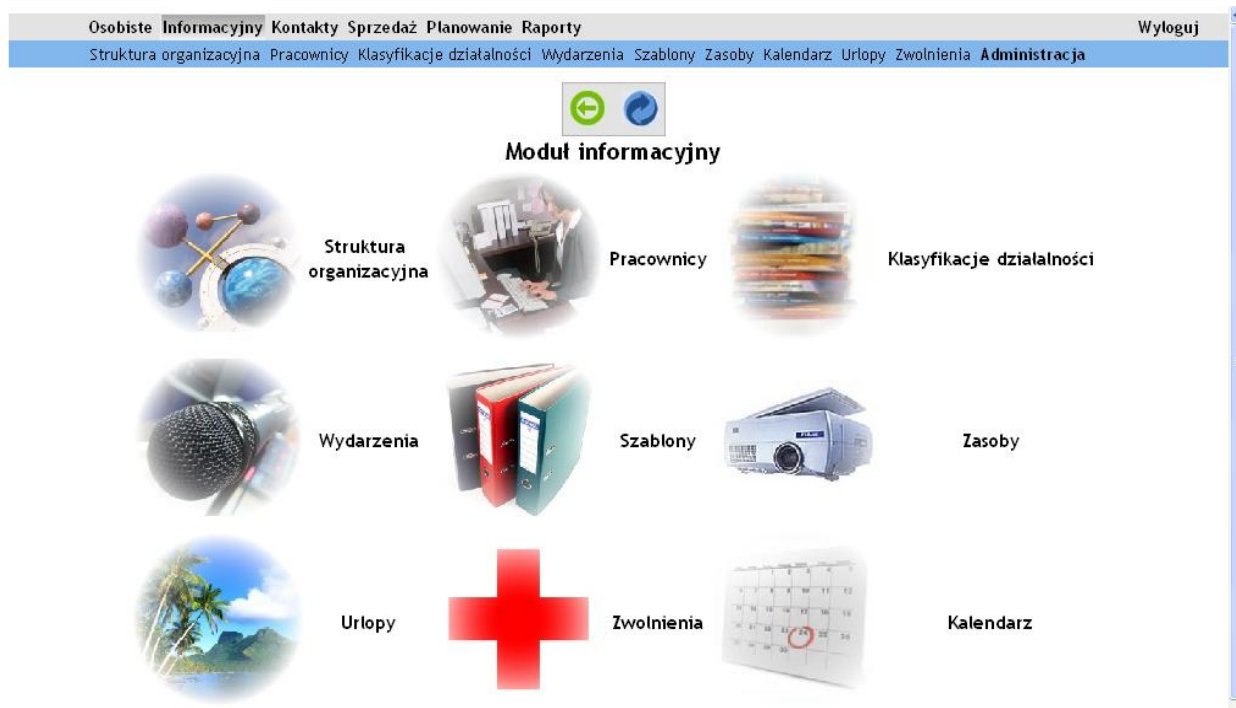 Osobiste Informacyjny Kontakty Sprzedaż Planowanie Raporty Wyloguj
Struktura organizacyjna Pracownicy Klasyfikacje działalności Wydarzenia Szablony Zasoby Kalendarz Urlopy Zwolnienia Administracja
Moduł informacyjny
Struktura
organizacyjna
Pracownicy
Klasyfikacje działalności
Wydarzenia
Szablony
Zasoby
Urlopy
Zwolnienia
Kalendarz